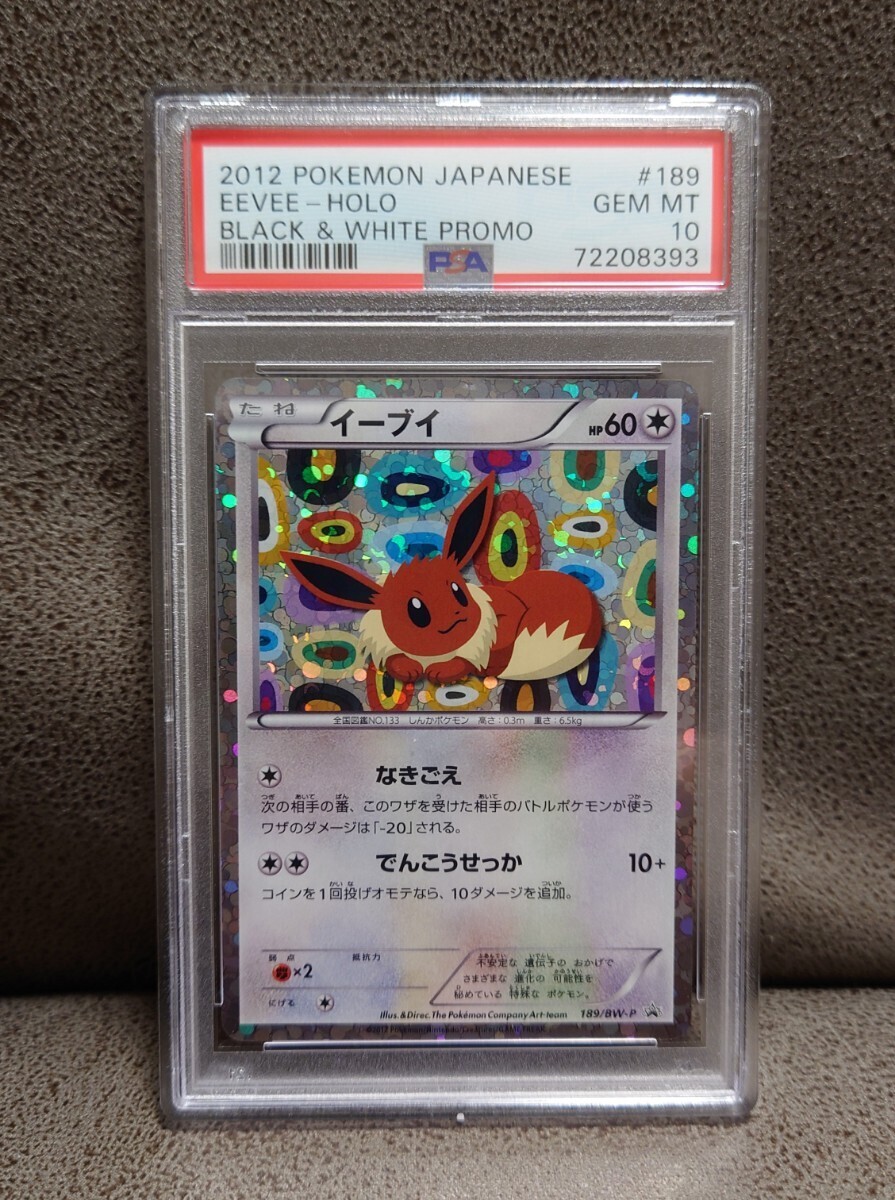 2012 POKEMON JAPANESE #189
EEVEE-HOLO GEM MT
BLACK & WHITE PROMO 10
PSA 72208393
たね イーブイ HP60
全国図鑑NO.133 しんかポケモン 高さ:0.3m 重さ:6.5kg
なきごえ
次の相手の番、このワザを受けた相手のバトルポケモンが使う
ワザのダメージは「-20」される。
でんこうせっか 10+
コインを1回投げオモテなら、10ダメージを追加。
弱点 抵抗力
×2
にげる
不安定な 遺伝子の おかげで
さまざまな 進化の 可能性を
秘めている 特殊な ポケモン。
Illus.&Direc.The Pokémon Company Art team 189/BW-P